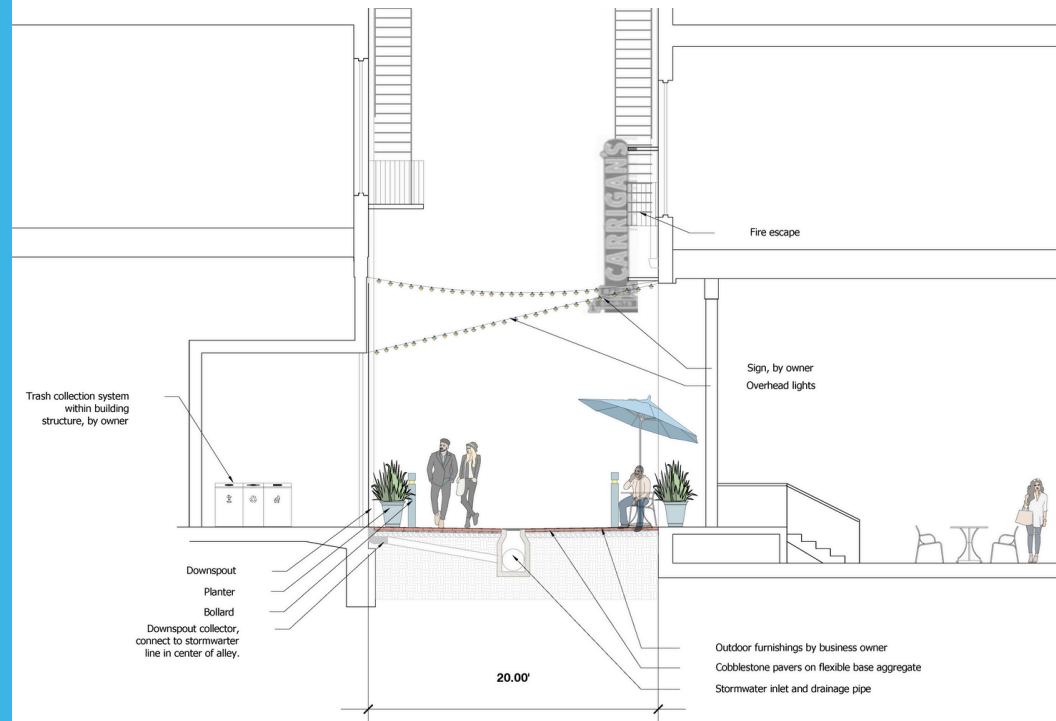 CARRIGAN'S
Fire escape
Sign, by owner
Overhead lights
Trash collection system
within building
structure, by owner
Downspout
Planter
Bollard
Downspout collector,
connect to stormwarter
line in center of alley.
Outdoor furnishings by business owner
Cobblestone pavers on flexible base aggregate
Stormwater inlet and drainage pipe
20.00'